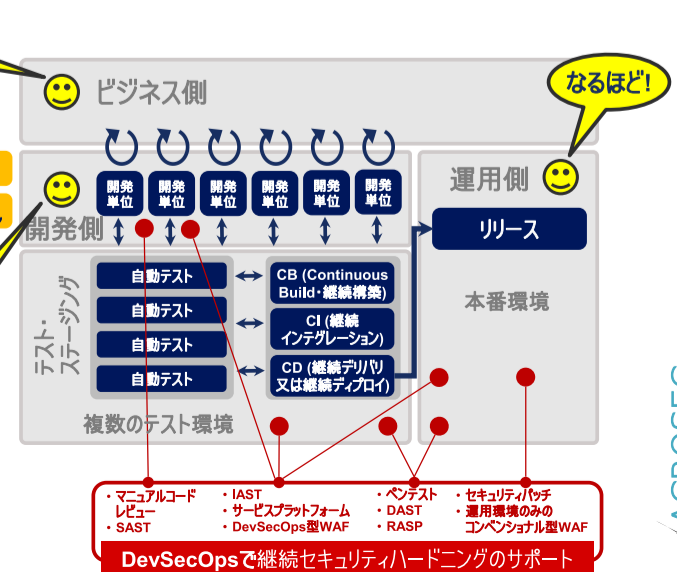 なるほど!
ビジネス側
開発
単位
開発
単位
開発
単位
開発
単位
開発
単位
開発
単位
開発側
運用側
リリース
本番環境
テスト・
ステージング
自動テスト
自動テスト
自動テスト
自動テスト
CB (Continuous
Build・継続構築)
CI (継続
インテグレーション)
CD (継続デリバリ
又は継続ディプロイ)
複数のテスト環境
・マニュアルコード
レビュー
・SAST
・IAST
・サービスプラットフォーム
・DevSecOps型WAF
・ペンテスト
・DAST
・RASP
・セキュリティパッチ
・運用環境のみの
コンベンショナル型WAF
DevSecOpsで継続セキュリティハードニングのサポート